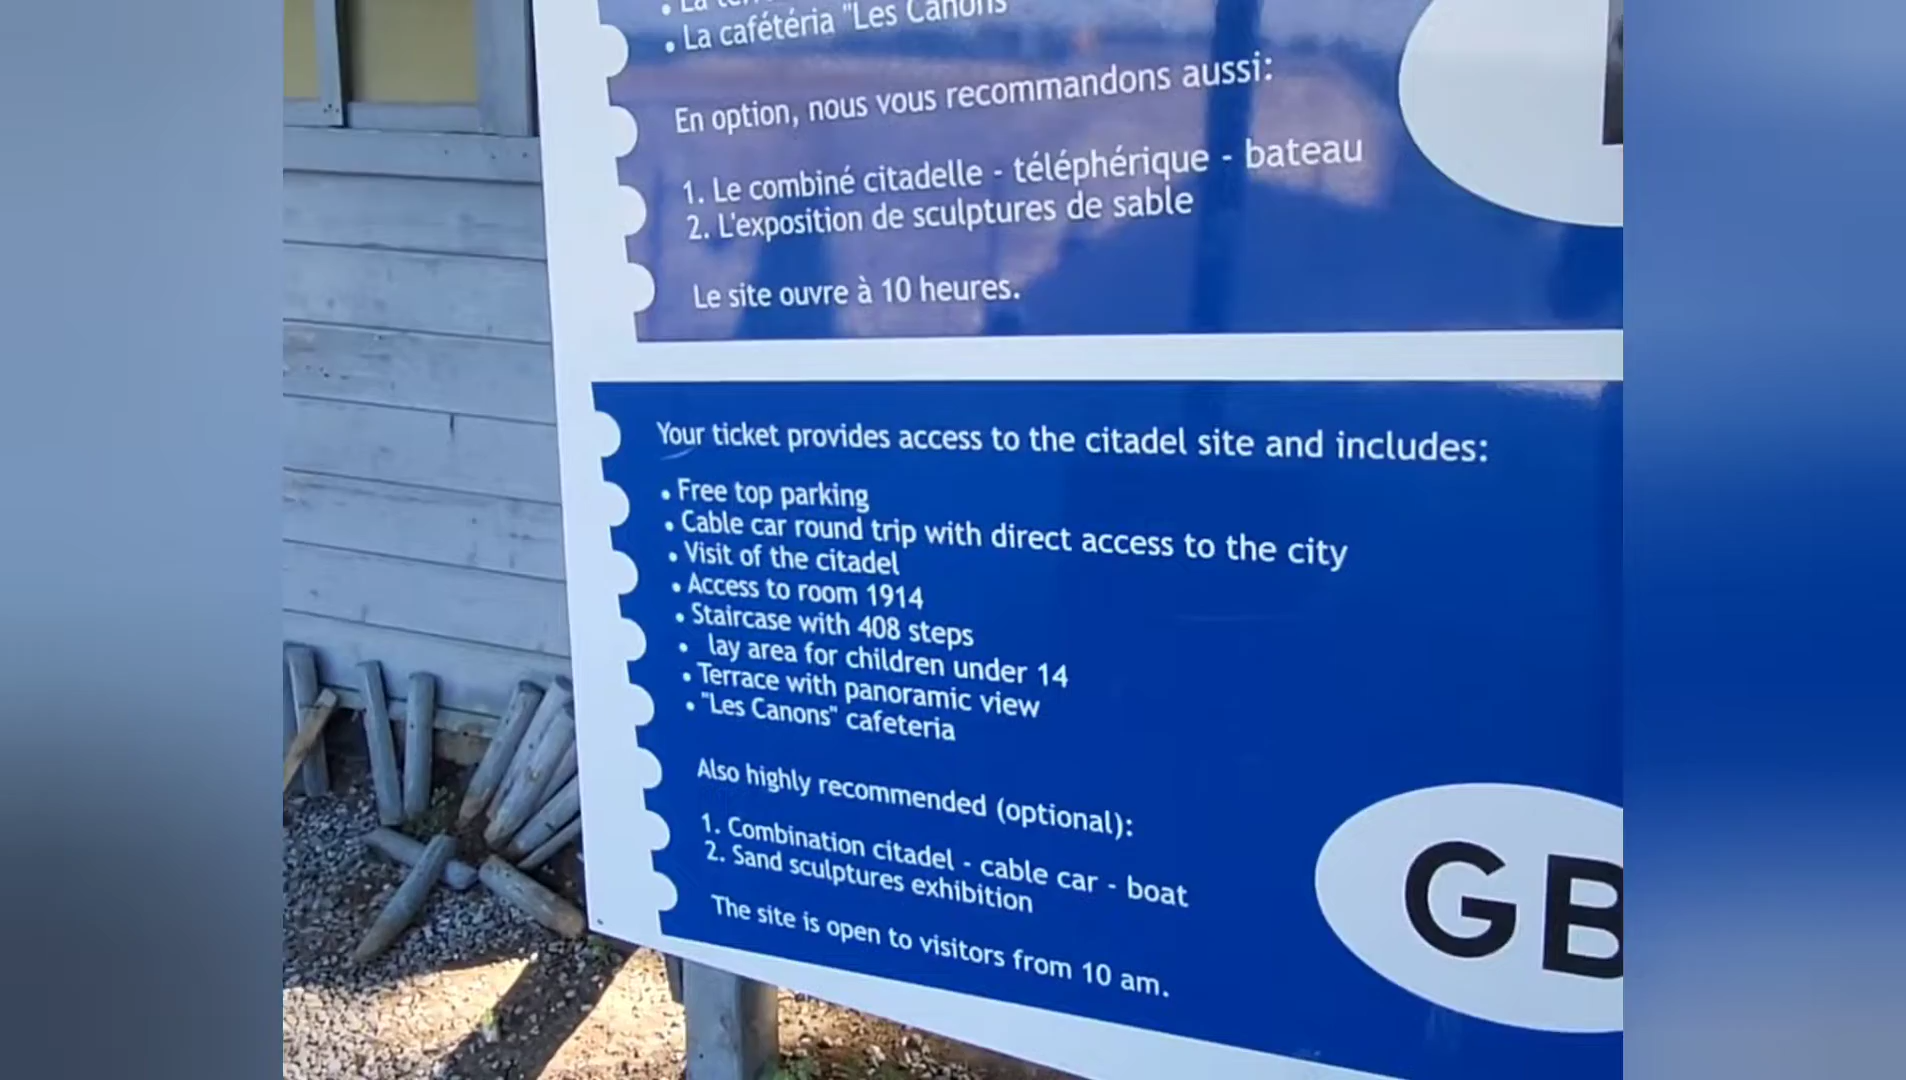 • La cafétéria "Les Canons"
En option, nous vous recommandons aussi:
1. Le combiné citadelle - téléphérique - bateau
2. L'exposition de sculptures de sable
Le site ouvre à 10 heures.
Your ticket provides access to the citadel site and includes:
• Free top parking
• Cable car round trip with direct access to the city
• Visit of the citadel
• Access to room 1914
• Staircase with 408 steps
• lay area for children under 14
• Terrace with panoramic view
• "Les Canons" cafeteria
Also highly recommended (optional):
1. Combination citadel - cable car - boat
2. Sand sculptures exhibition
The site is open to visitors from 10 am.
GB